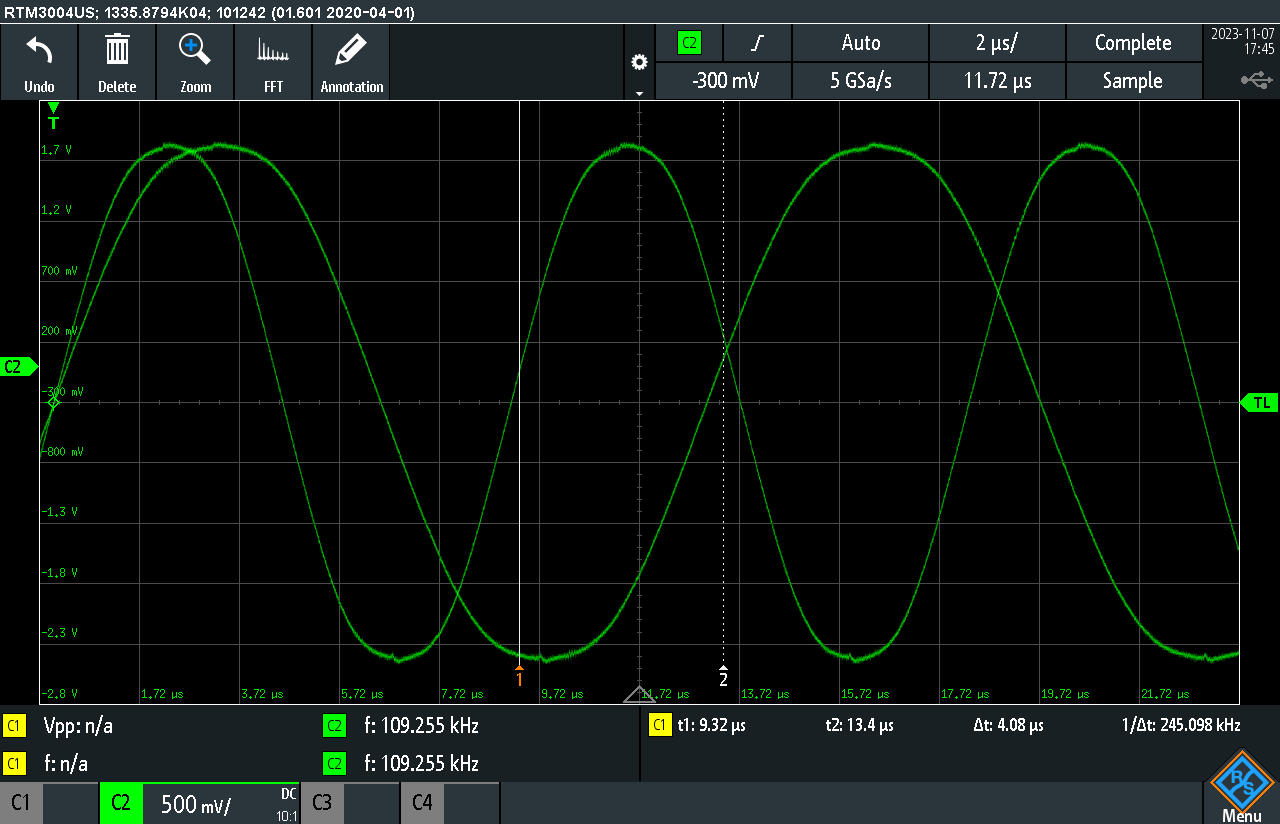 RTM3004US; 1335.8794K04; 101242 (01.601 2020-04-01)
Undo Delete Zoom FFT Annotation
C2 Auto 2 µs/ Complete
-300 mV 5 GSa/s 11.72 µs Sample
2023-11-07
17:45
T
1,7 V
1,2 V
700 mV
200 mV
C2
-300 mV
TL
-800 mV
-1,3 V
-1,8 V
-2,3 V
1 2
-2,8 V 1,72 µs 3,72 µs 5,72 µs 7,72 µs 9,72 µs 11,72 µs 13,72 µs 15,72 µs 17,72 µs 19,72 µs 21,72 µs
C1 Vpp: n/a C2 f: 109.255 kHz C1 t1: 9.32 µs t2: 13.4 µs Δt: 4.08 µs 1/Δt: 245.098 kHz
C1 f: n/a C2 f: 109.255 kHz
C1 C2 500 mV/ DC 10:1 C3 C4
R&S
Menu